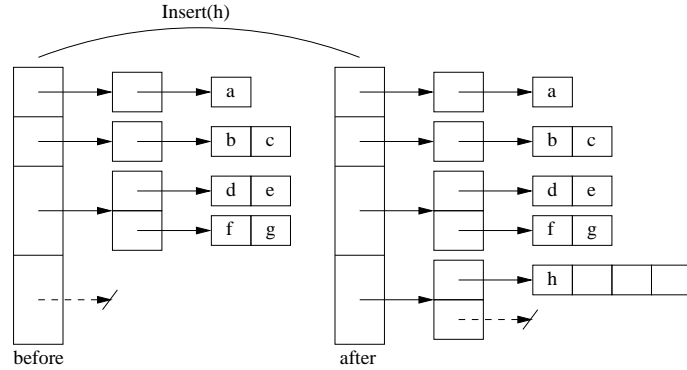 Insert(h)
a a
b c b c
d e d e
f g f g
h
before after